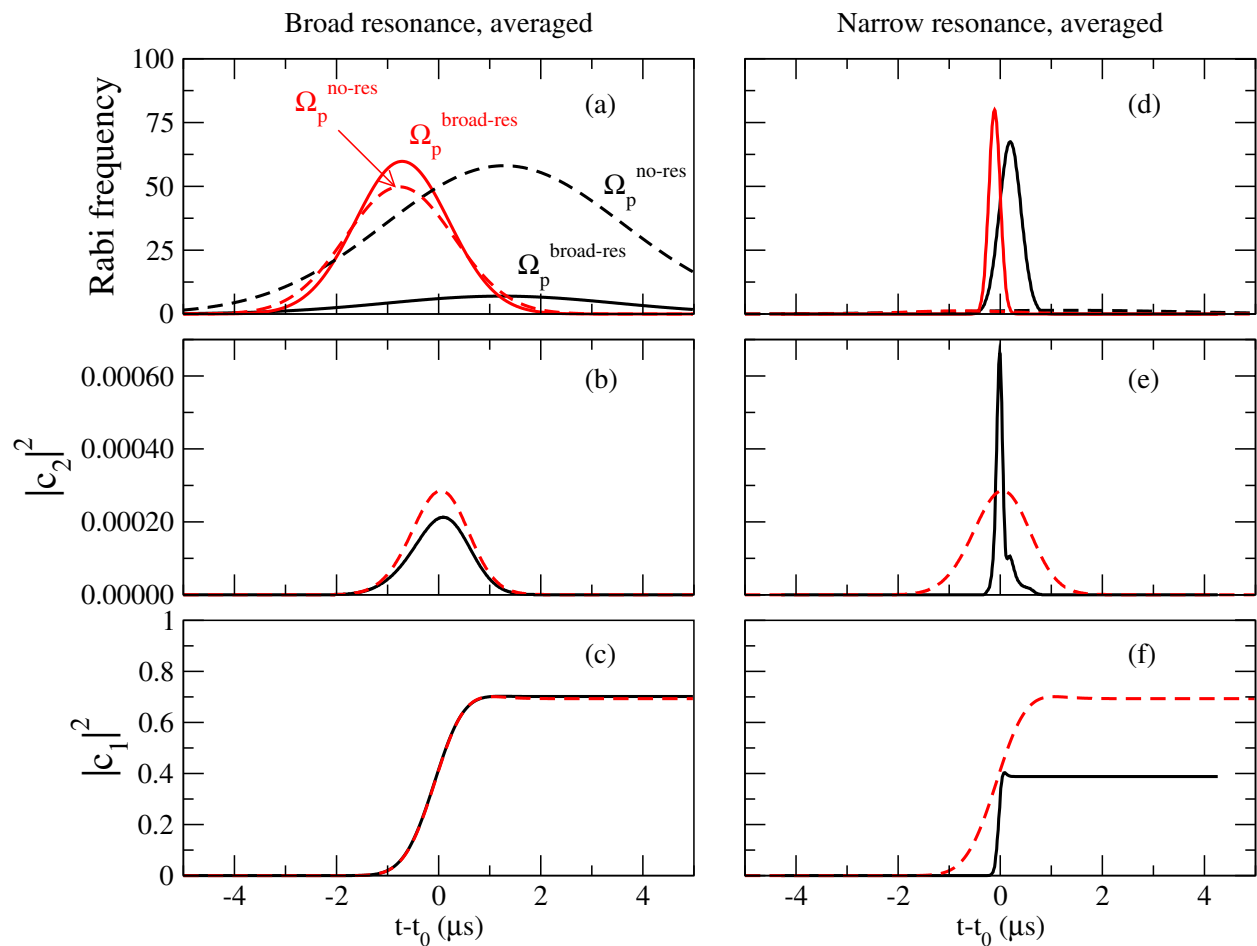 Broad resonance, averaged
Narrow resonance, averaged
Rabi frequency
100
75
50
25
0
Ω_p^no-res
Ω_p^broad-res
Ω_p^no-res
Ω_p^broad-res
(a)
(d)
|c_2|^2
0.00060
0.00040
0.00020
0.00000
(b)
(e)
|c_1|^2
1
0.8
0.6
0.4
0.2
0
(c)
(f)
-4 -2 0 2 4
t-t_0 (μs)
-4 -2 0 2 4
t-t_0 (μs)